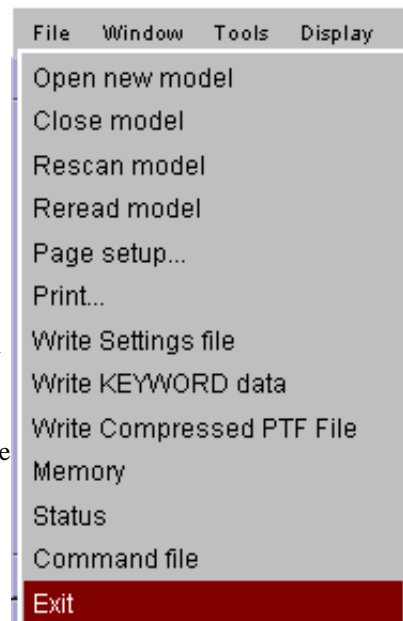 File Window Tools Display
Open new model
Close model
Rescan model
Reread model
Page setup...
Print...
Write Settings file
Write KEYWORD data
Write Compressed PTF File
e
Memory
Status
Command file
Exit